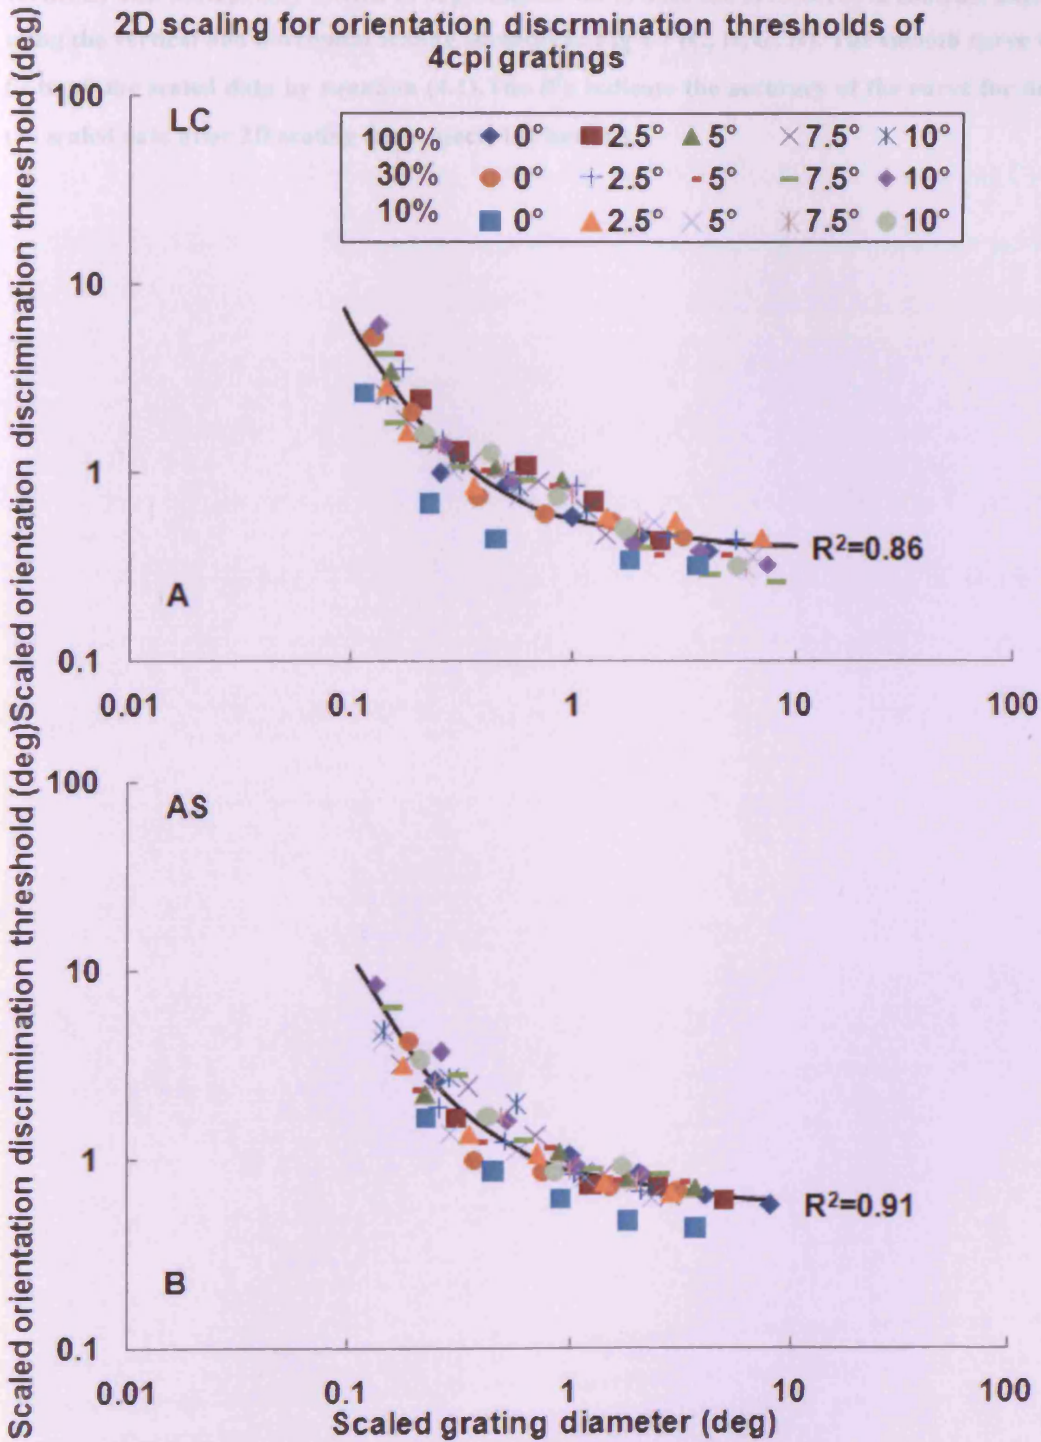 2D scaling for orientation discrmination thresholds of
4cpi gratings
Scaled orientation discrimination threshold (deg)
100
LC
100% 0° 2.5° 5° 7.5° 10°
30% 0° 2.5° 5° 7.5° 10°
10% 0° 2.5° 5° 7.5° 10°
10
1
R²=0.86
A
0.1
0.01 0.1 1 10 100
Scaled orientation discrimination threshold (deg)
100
AS
10
1
R²=0.91
B
0.1
0.01 0.1 1 10 100
Scaled grating diameter (deg)